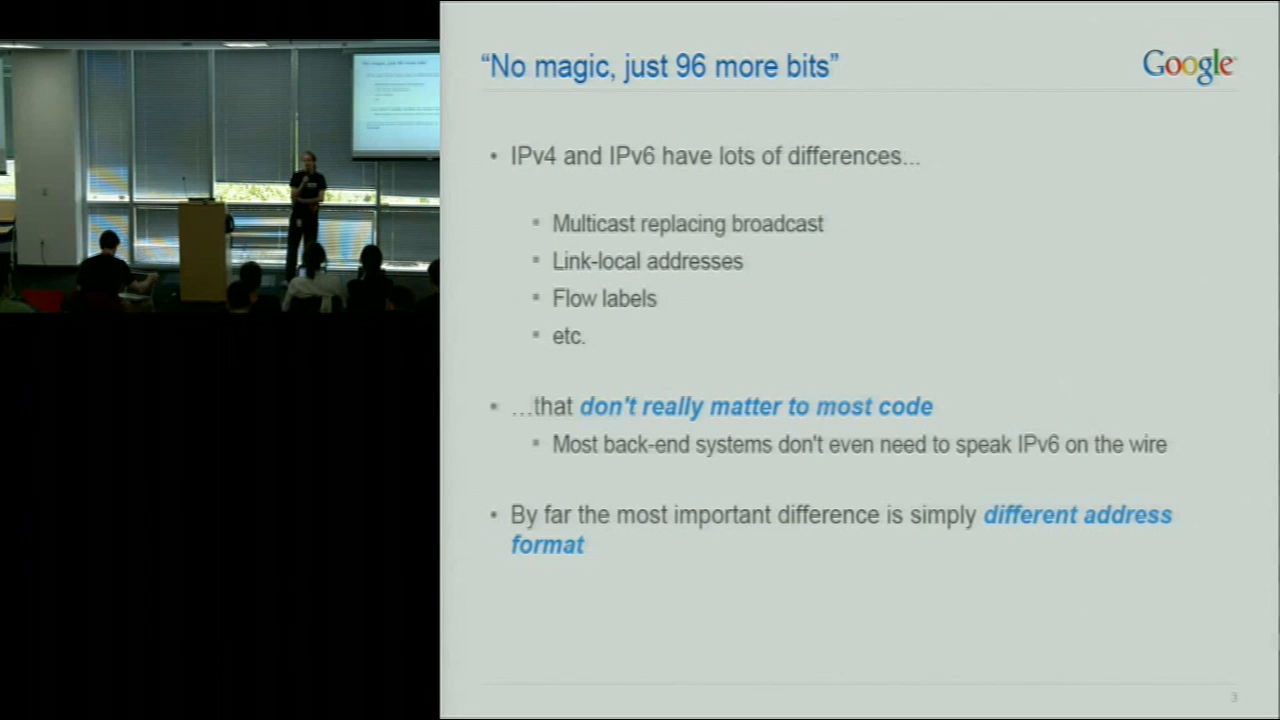 “No magic, just 96 more bits”
Google
• IPv4 and IPv6 have lots of differences...
▪ Multicast replacing broadcast
▪ Link-local addresses
▪ Flow labels
▪ etc.
• …that don't really matter to most code
▪ Most back-end systems don't even need to speak IPv6 on the wire
• By far the most important difference is simply different address
format
3